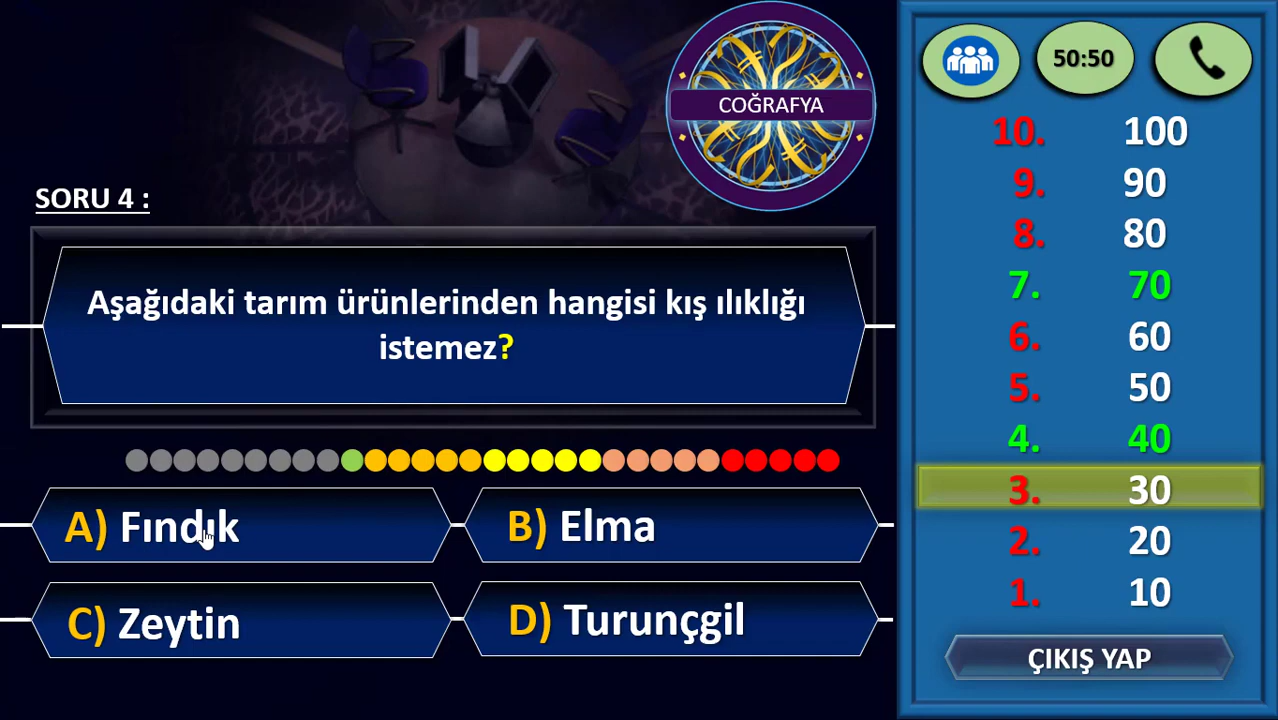 COĞRAFYA
SORU 4 :
Aşağıdaki tarım ürünlerinden hangisi kış ılıklığı
istemez?
A) Fındık
B) Elma
C) Zeytin
D) Turunçgil
50:50
10. 100
9. 90
8. 80
7. 70
6. 60
5. 50
4. 40
3. 30
2. 20
1. 10
ÇIKIŞ YAP